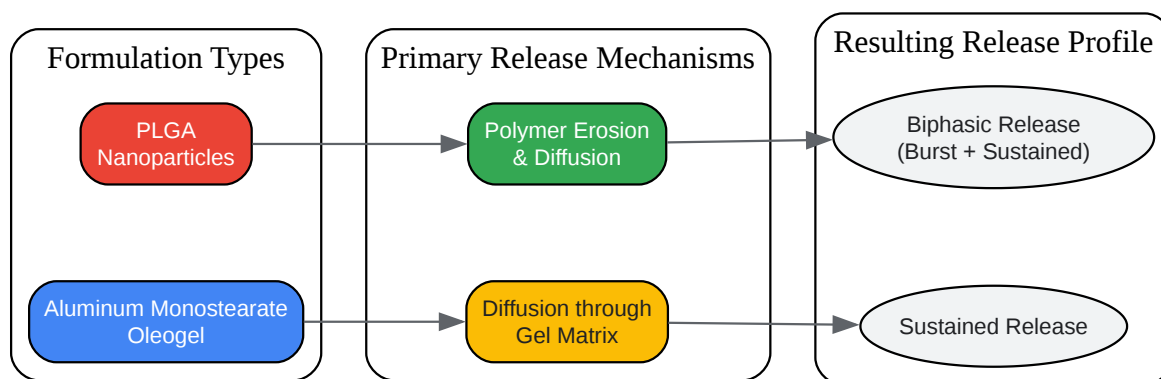 Formulation Types
Primary Release Mechanisms
Resulting Release Profile
PLGA
Nanoparticles
Polymer Erosion
& Diffusion
Biphasic Release
(Burst + Sustained)
Aluminum Monostearate
Oleogel
Diffusion through
Gel Matrix
Sustained Release